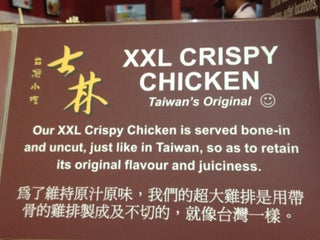 士林
台灣小吃
XXL CRISPY
CHICKEN
Taiwan's Original
Our XXL Crispy Chicken is served bone-in
and uncut, just like in Taiwan, so as to retain
its original flavour and juiciness.
為了維持原汁原味，我們的超大雞排是用帶
骨的雞排製成及不切的，就像台灣一樣。